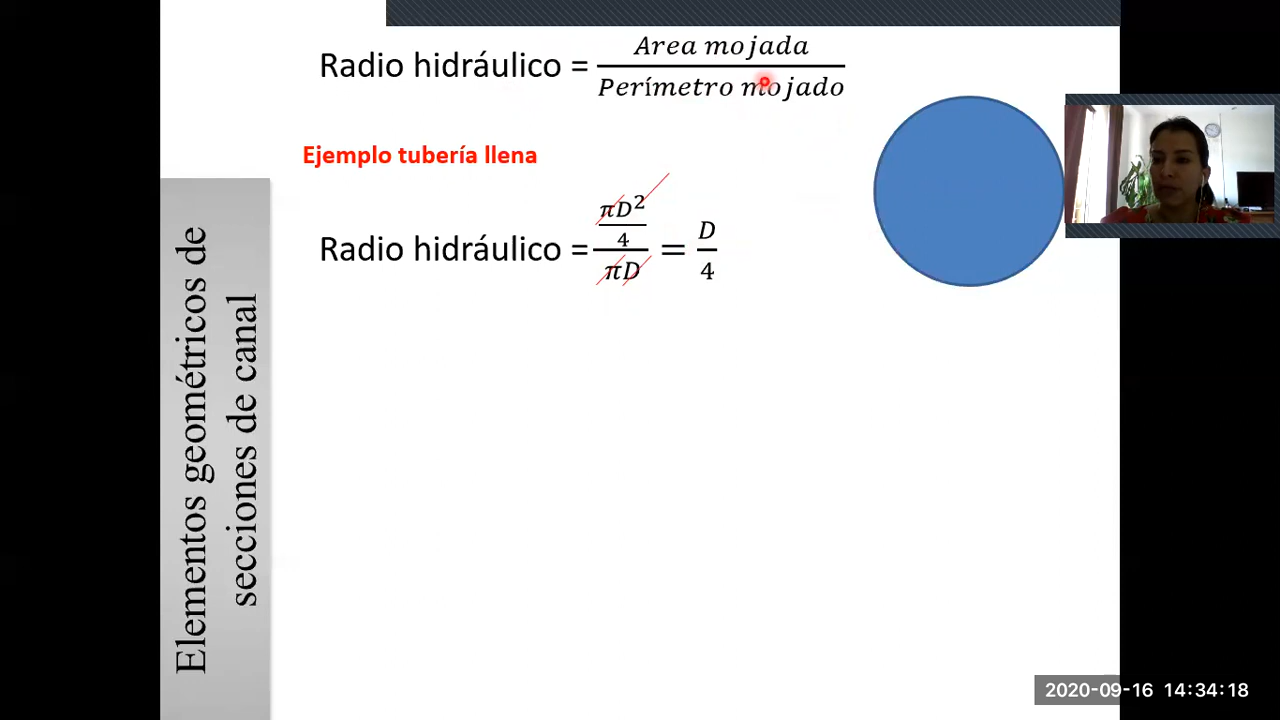 Radio hidráulico = Area mojada / Perímetro mojado
Ejemplo tubería llena
Radio hidráulico = (πD²/4) / (πD) = D/4
Elementos geométricos de
secciones de canal
2020-09-16 14:34:18